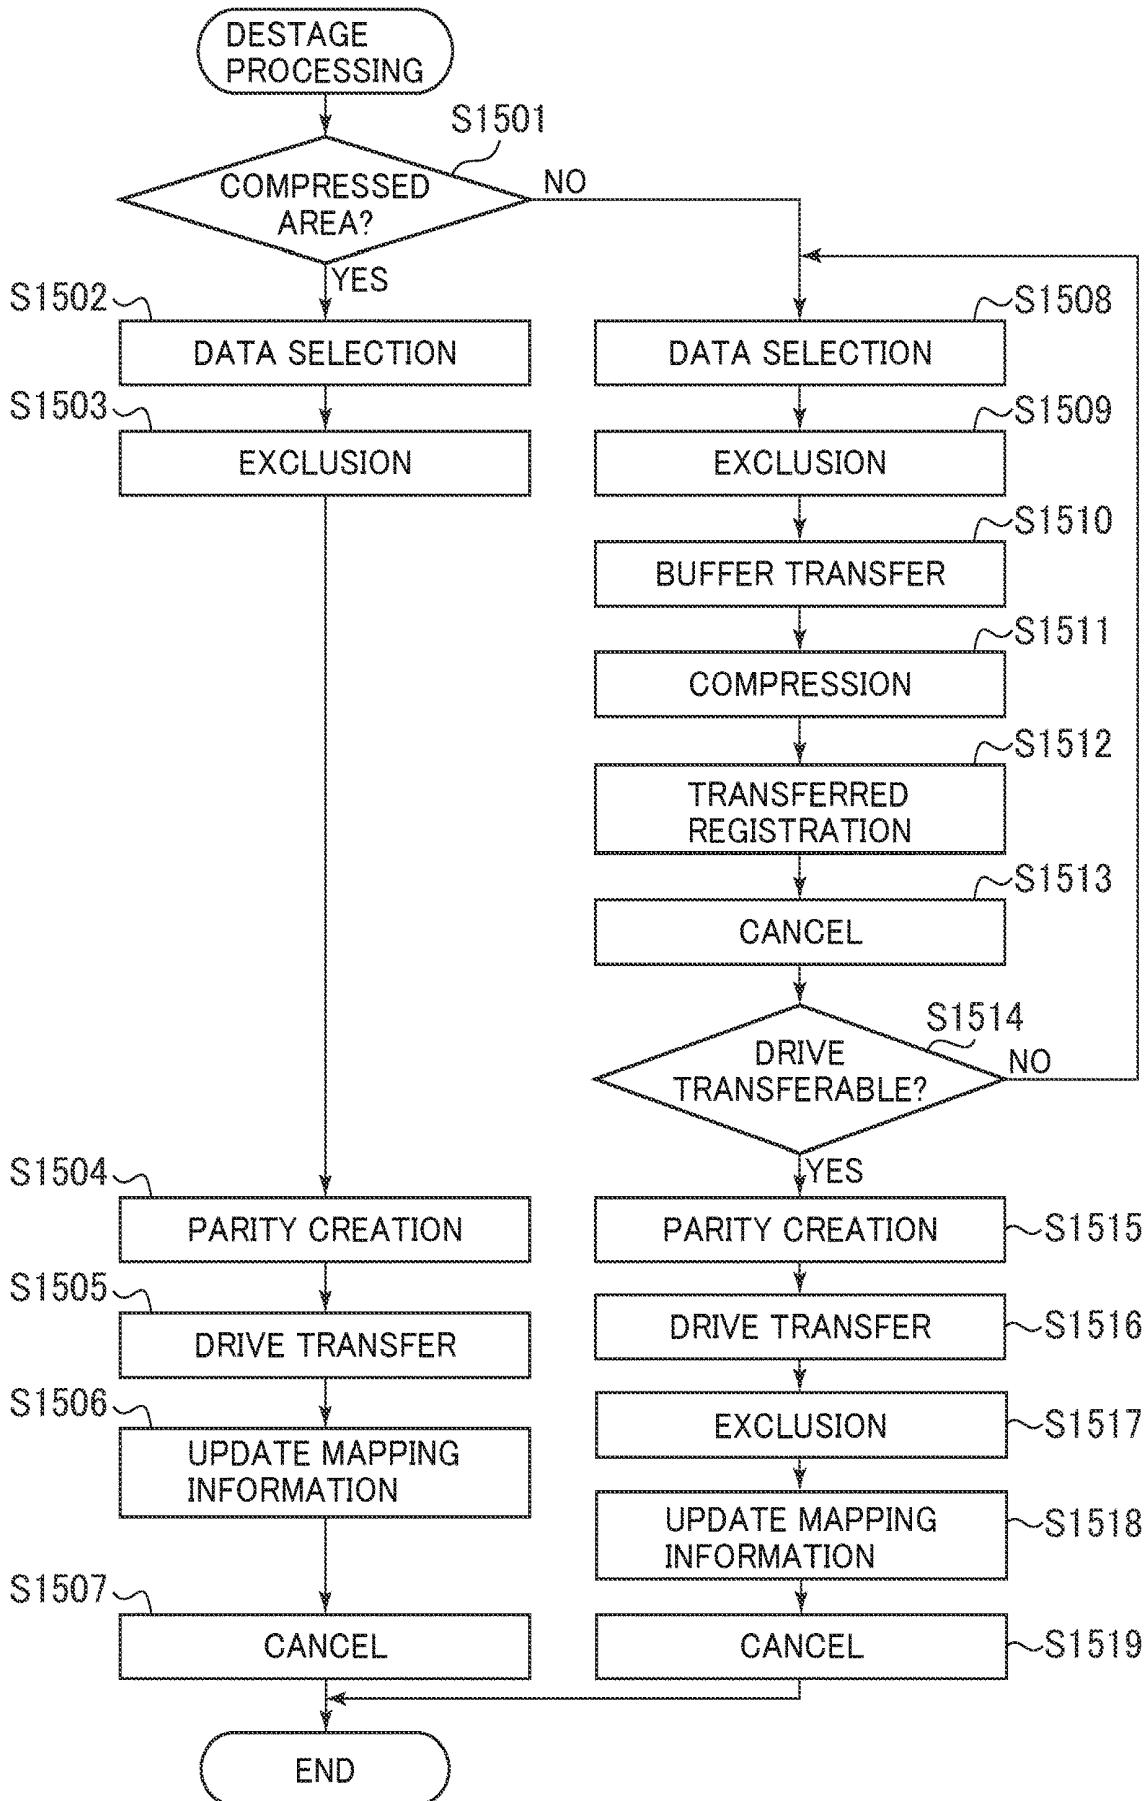 DESTAGE
PROCESSING
S1501
COMPRESSED
AREA?
NO
YES
S1502
DATA SELECTION
S1503
EXCLUSION
S1508
DATA SELECTION
S1509
EXCLUSION
S1510
BUFFER TRANSFER
S1511
COMPRESSION
S1512
TRANSFERRED
REGISTRATION
S1513
CANCEL
S1514
DRIVE
TRANSFERABLE?
NO
YES
S1504
PARITY CREATION
S1505
DRIVE TRANSFER
S1506
UPDATE MAPPING
INFORMATION
S1507
CANCEL
PARITY CREATION
S1515
DRIVE TRANSFER
S1516
EXCLUSION
S1517
UPDATE MAPPING
INFORMATION
S1518
CANCEL
S1519
END